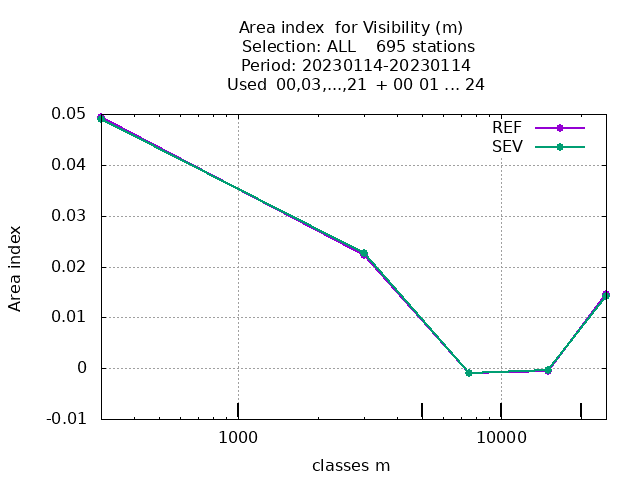 Area index  for Visibility (m)
Selection: ALL    695 stations
Period: 20230114-20230114
Used  00,03,...,21  + 00 01 ... 24
0.05
0.04
0.03
0.02
0.01
0
-0.01
Area index
REF
SEV
1000
10000
classes m